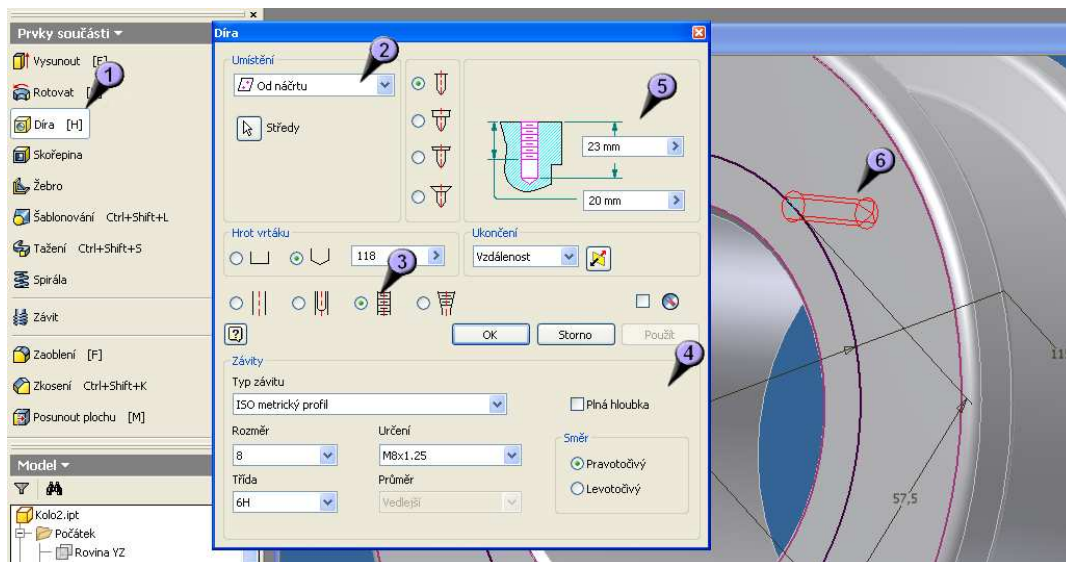 Prvky součásti
Vysunout [E]
Rotovat [
Díra [H]
Skořepina
Žebro
Šablonování Ctrl+Shift+L
Tažení Ctrl+Shift+S
Spirála
Závit
Zaoblení [F]
Zkosení Ctrl+Shift+K
Posunout plochu [M]
Model
Kolo2.ipt
Počátek
Rovina YZ
1
Díra
Umístění
2
Od náčrtu
Středy
5
23 mm
20 mm
Hrot vrtáku
118
Ukončení
Vzdálenost
3
?
OK
Storno
Použít
4
Závity
Typ závitu
ISO metrický profil
Plná hloubka
Rozměr
Určení
8
M8x1.25
Třída
Průměr
6H
Vedlejší
Směr
Pravotočivý
Levotočivý
6
11
57,5